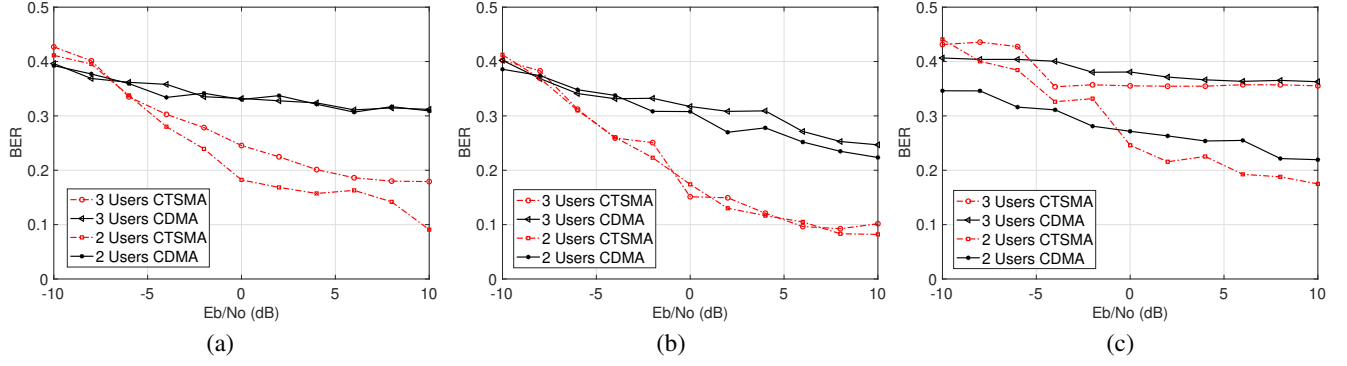 0.5
0.4
0.3
0.2
0.1
0
BER
-10
-5
0
5
10
Eb/No (dB)
3 Users CTSMA
3 Users CDMA
2 Users CTSMA
2 Users CDMA
(a)
0.5
0.4
0.3
0.2
0.1
0
BER
-10
-5
0
5
10
Eb/No (dB)
3 Users CTSMA
3 Users CDMA
2 Users CTSMA
2 Users CDMA
(b)
0.5
0.4
0.3
0.2
0.1
0
BER
-10
-5
0
5
10
Eb/No (dB)
3 Users CTSMA
3 Users CDMA
2 Users CTSMA
2 Users CDMA
(c)